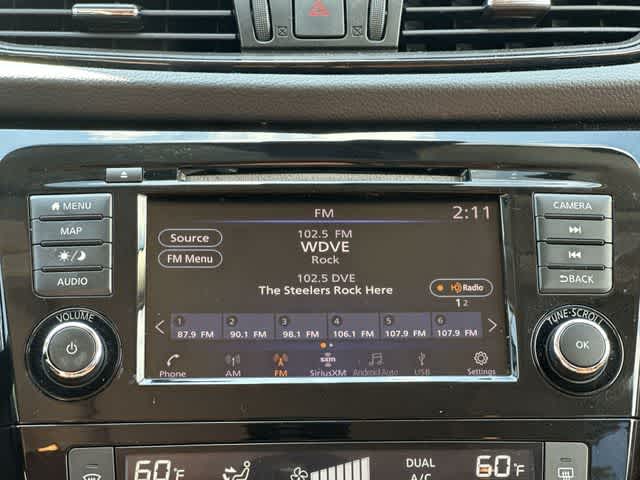 MENU
MAP
AUDIO
VOLUME
FM 2:11
Source
FM Menu
102.5 FM
WDVE
Rock
102.5 DVE
The Steelers Rock Here
HD Radio
1 2
1 2 3 4 5 6
87.9 FM 90.1 FM 98.1 FM 106.1 FM 107.9 FM 107.9 FM
Phone AM FM SiriusXM Android Auto USB Settings
sxm
CAMERA
BACK
TUNE·SCROLL
OK
60°F DUAL 60°F
A/C